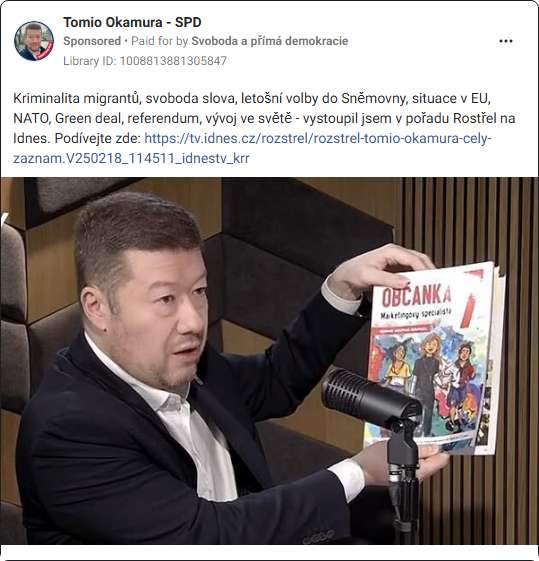 Tomio Okamura - SPD
Sponsored • Paid for by Svoboda a přímá demokracie
Library ID: 1008813881305847
Kriminalita migrantů, svoboda slova, letošní volby do Sněmovny, situace v EU,
NATO, Green deal, referendum, vývoj ve světě - vystoupil jsem v pořadu Rostřel na
Idnes. Podívejte zde: https://tv.idnes.cz/rozstrel/rozstrel-tomio-okamura-cely-
zaznam.V250218_114511_idnestv_krr
OBČANKA 7
Marketingový specialista